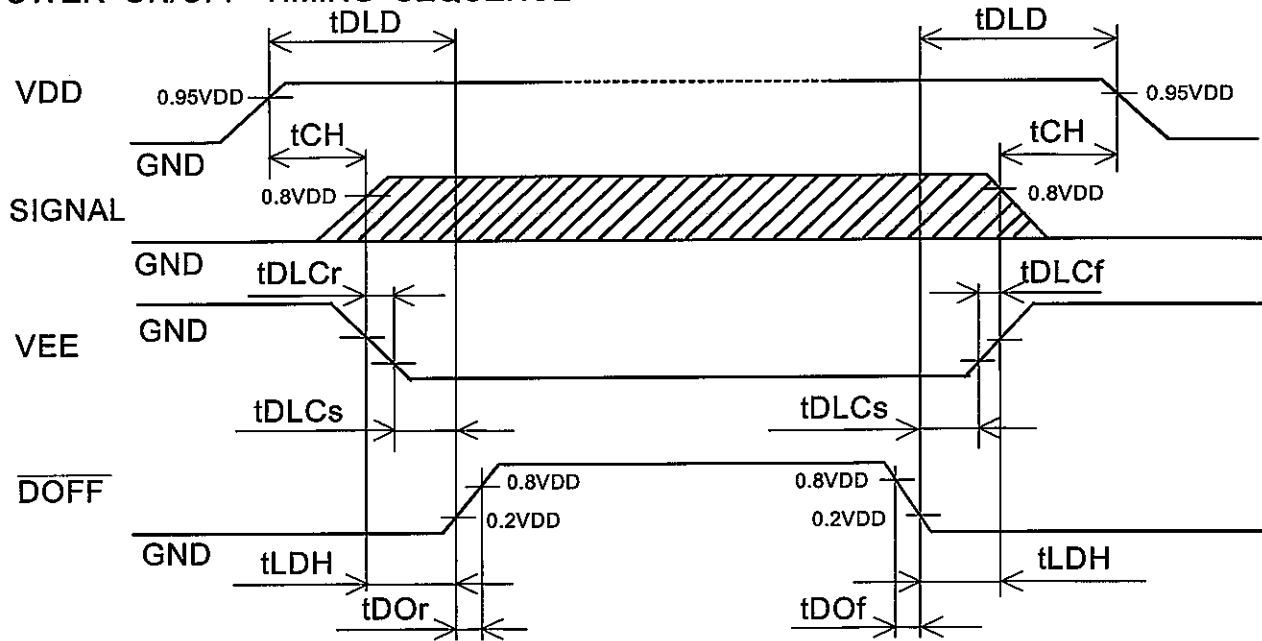 tDLD tDLD
VDD 0.95VDD 0.95VDD
tCH tCH
GND
0.8VDD 0.8VDD
SIGNAL
GND
tDLCr tDLCf
GND
VEE
tDLCs tDLCs
DOFF 0.8VDD 0.8VDD
0.2VDD 0.2VDD
GND
tLDH tLDH
tDOr tDOf